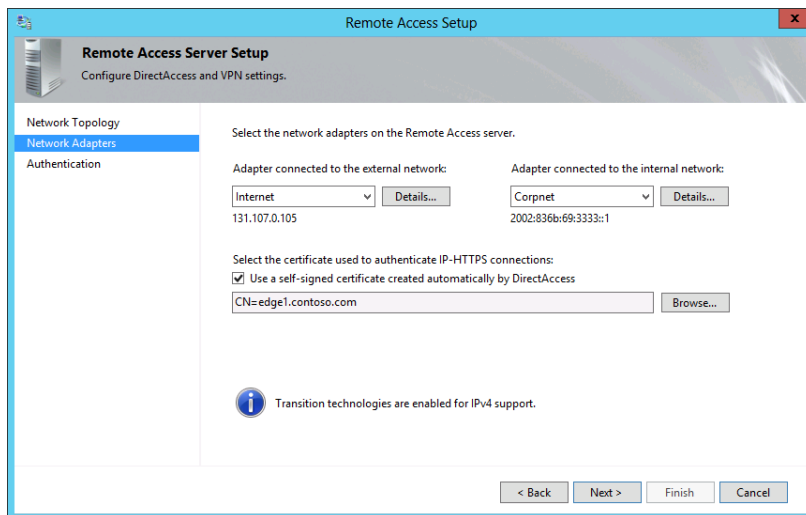 Remote Access Setup
x
Remote Access Server Setup
Configure DirectAccess and VPN settings.
Network Topology
Network Adapters
Authentication
Select the network adapters on the Remote Access server.
Adapter connected to the external network:
Adapter connected to the internal network:
Internet
Details...
Corpnet
Details...
131.107.0.105
2002:836b:69:3333::1
Select the certificate used to authenticate IP-HTTPS connections:
Use a self-signed certificate created automatically by DirectAccess
CN=edge1.contoso.com
Browse...
Transition technologies are enabled for IPv4 support.
< Back
Next >
Finish
Cancel